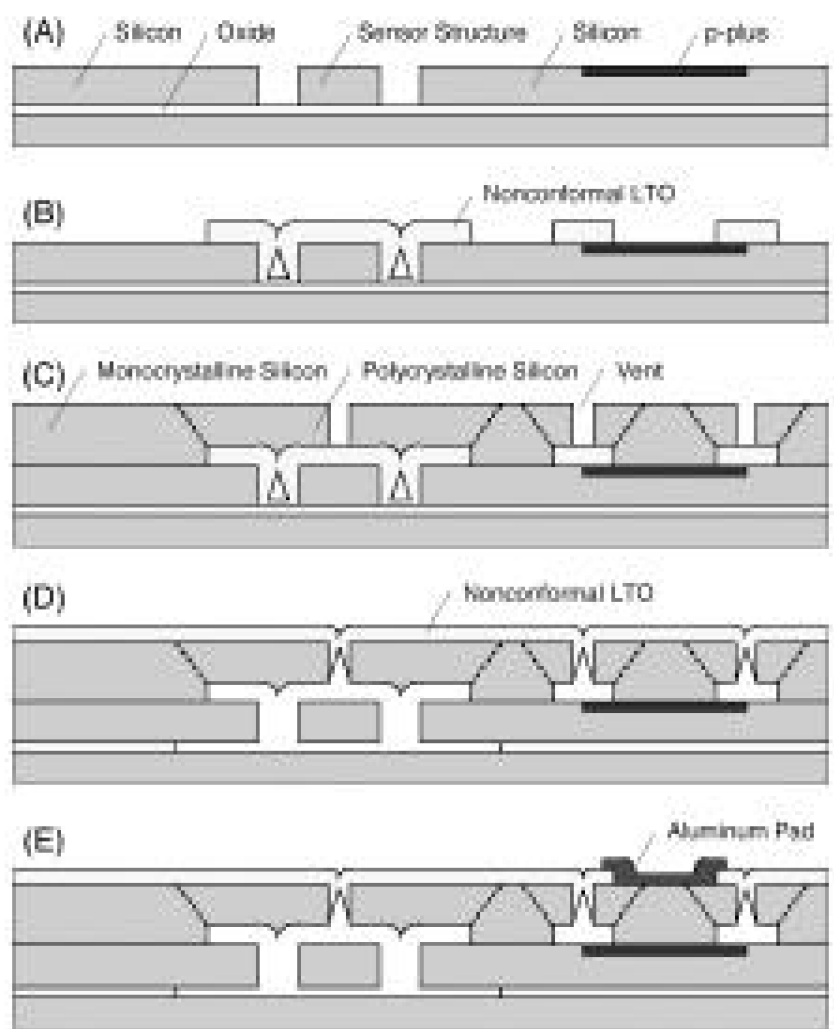 (A)
Silicon Oxide Sensor Structure Silicon p-plus
(B)
Nonconformal LTO
(C)
Monocrystalline Silicon Polycrystalline Silicon Vent
(D)
Nonconformal LTO
(E)
Aluminum Pad